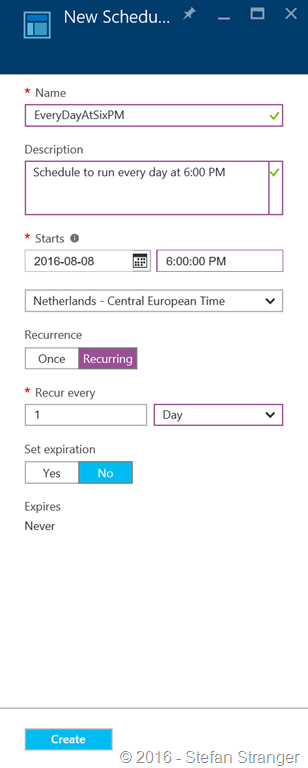 New Schedu...
* Name
EveryDayAtSixPM
Description
Schedule to run every day at 6:00 PM
* Starts
2016-08-08 6:00:00 PM
Netherlands - Central European Time
Recurrence
Once Recurring
* Recur every
1 Day
Set expiration
Yes No
Expires
Never
Create
© 2016 - Stefan Stranger